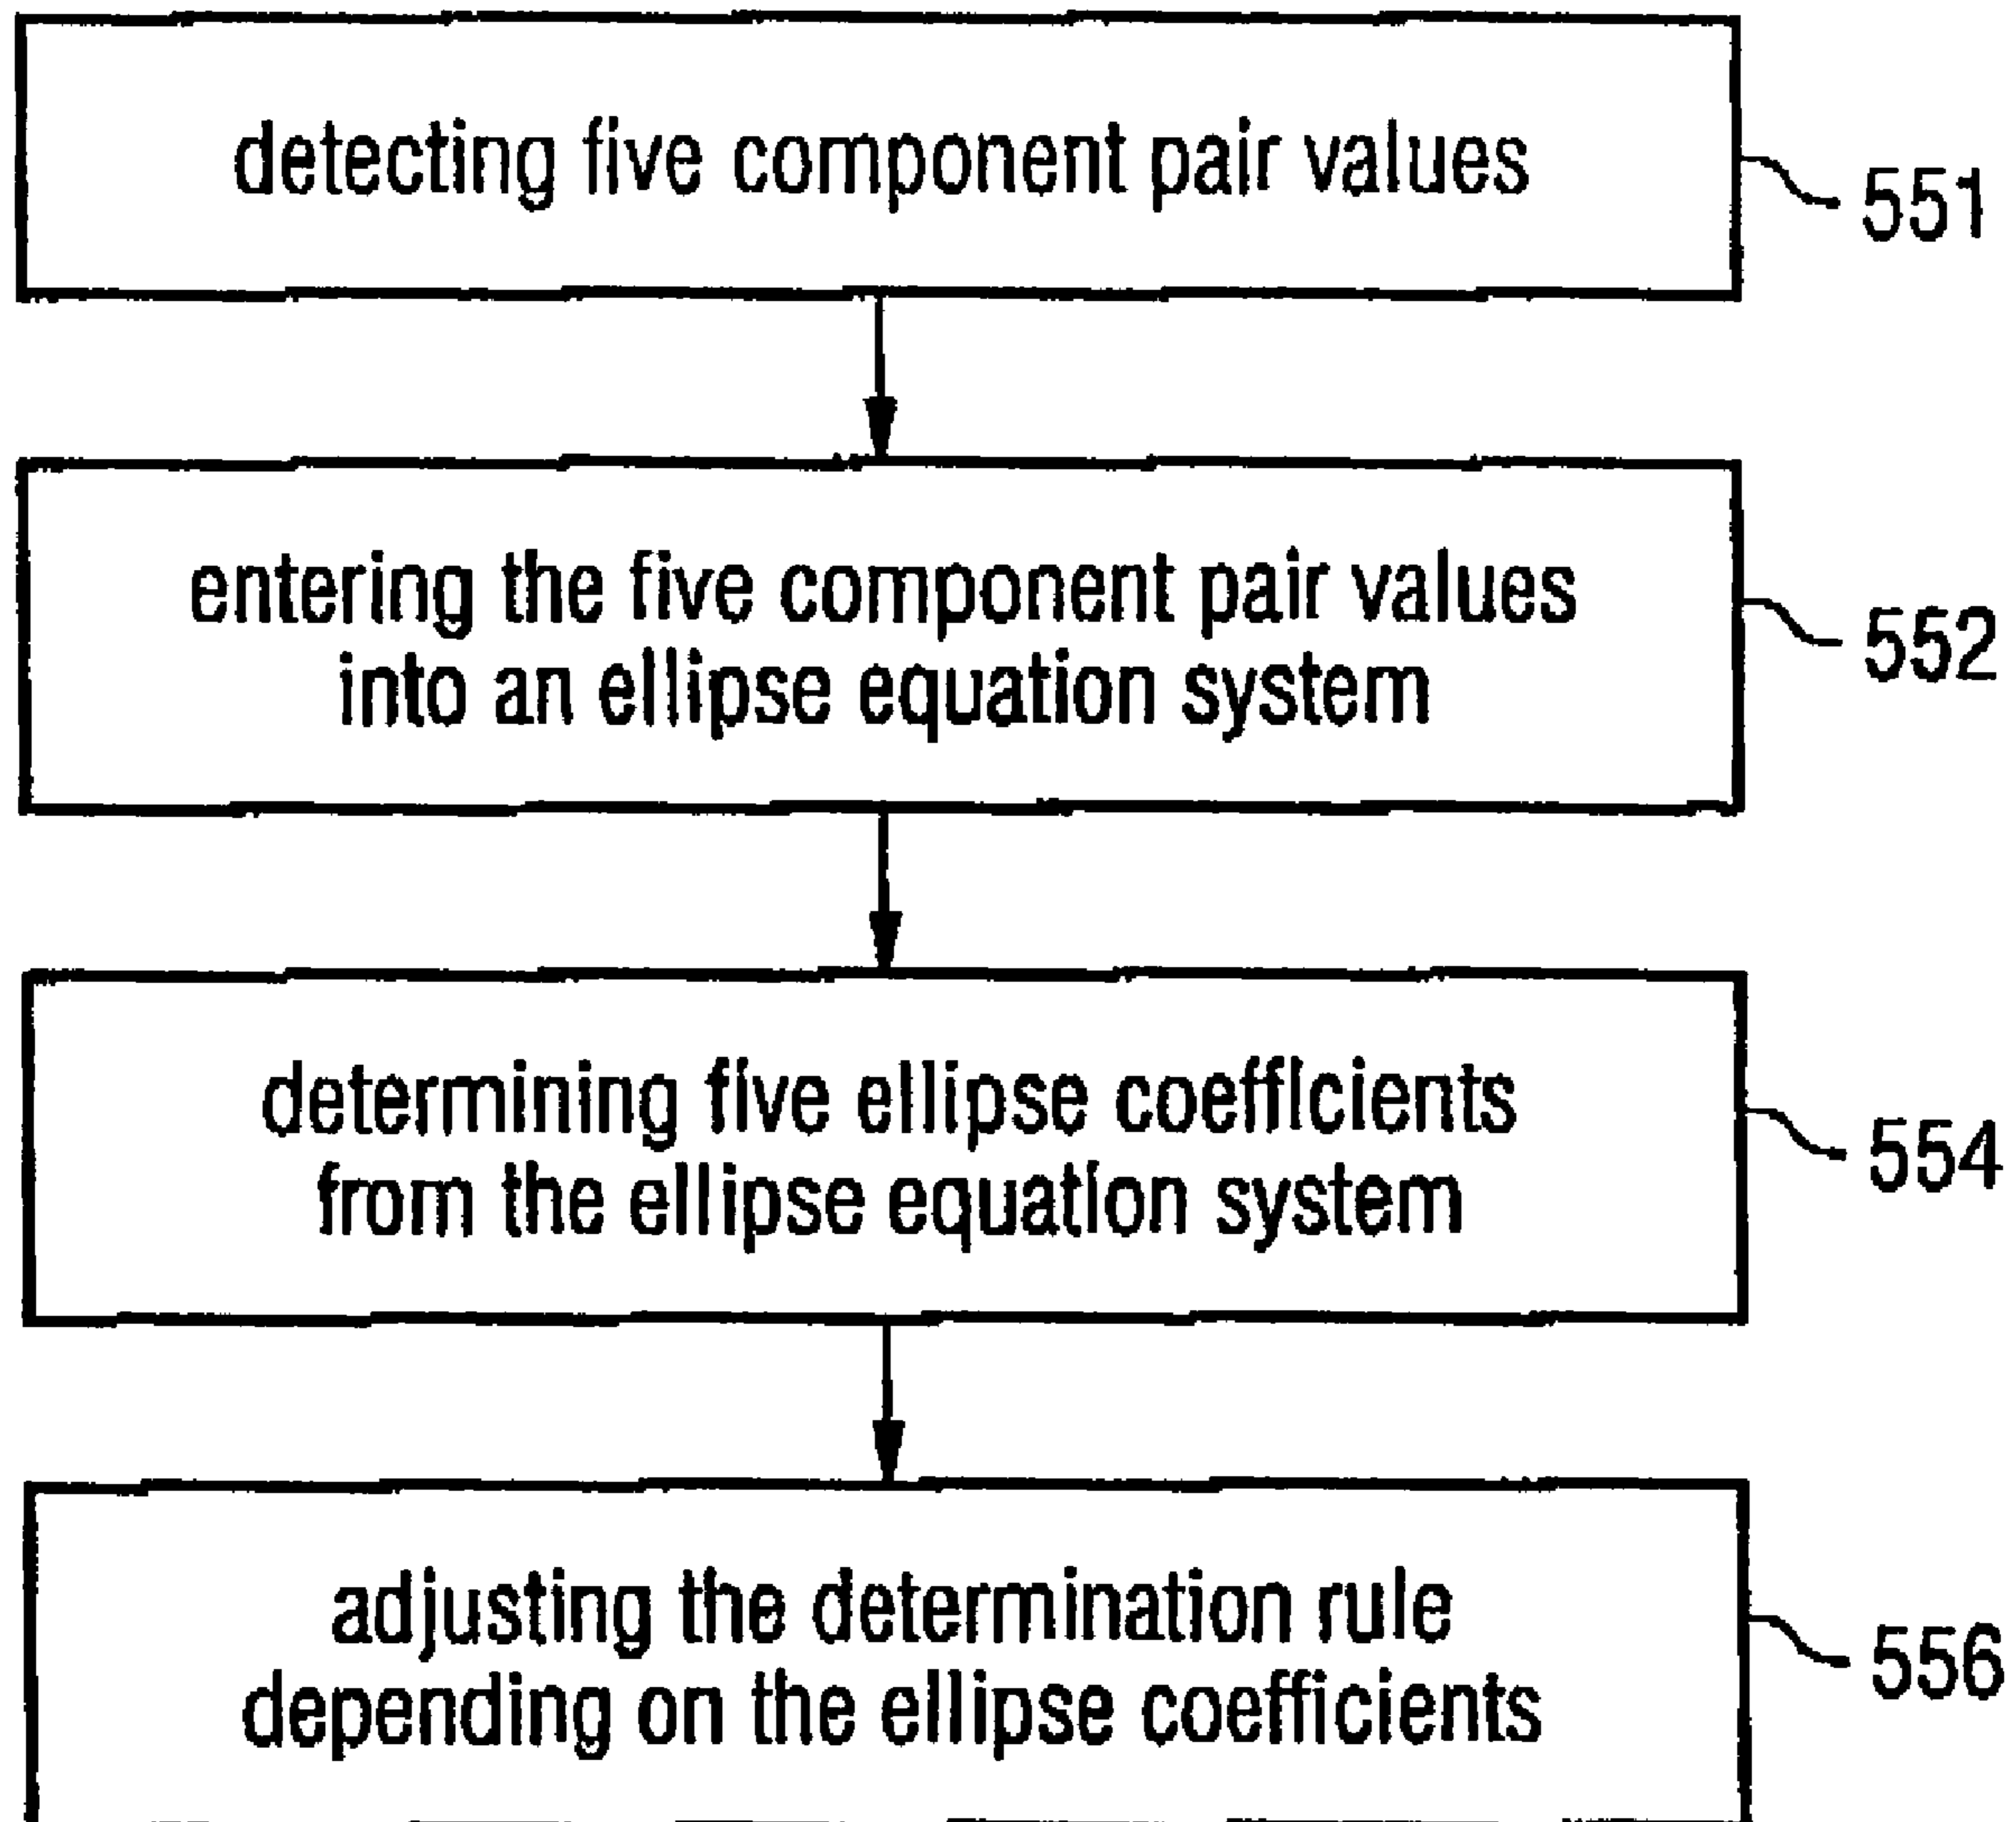 detecting five component pair values
551
entering the five component pair values
into an ellipse equation system
552
determining five ellipse coefficients
from the ellipse equation system
554
adjusting the determination rule
depending on the ellipse coefficients
556